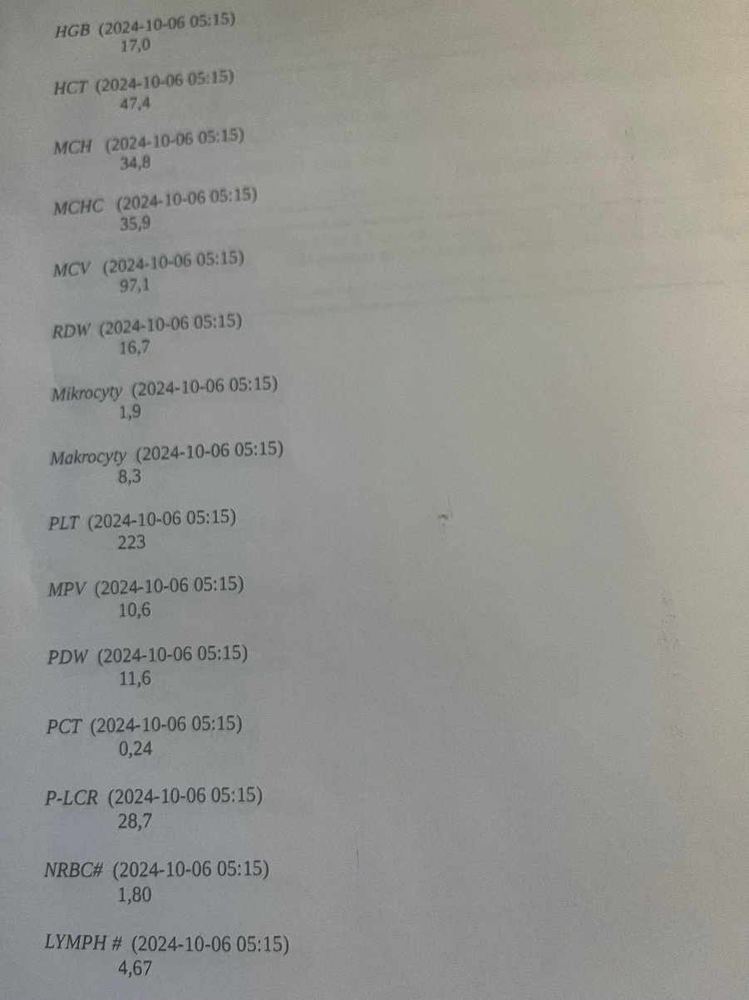 HGB (2024-10-06 05:15)
17,0
HCT (2024-10-06 05:15)
47,4
MCH (2024-10-06 05:15)
34,8
MCHC (2024-10-06 05:15)
35,9
MCV (2024-10-06 05:15)
97,1
RDW (2024-10-06 05:15)
16,7
Mikrocyty (2024-10-06 05:15)
1,9
Makrocyty (2024-10-06 05:15)
8,3
PLT (2024-10-06 05:15)
223
MPV (2024-10-06 05:15)
10,6
PDW (2024-10-06 05:15)
11,6
PCT (2024-10-06 05:15)
0,24
P-LCR (2024-10-06 05:15)
28,7
NRBC# (2024-10-06 05:15)
1,80
LYMPH # (2024-10-06 05:15)
4,67